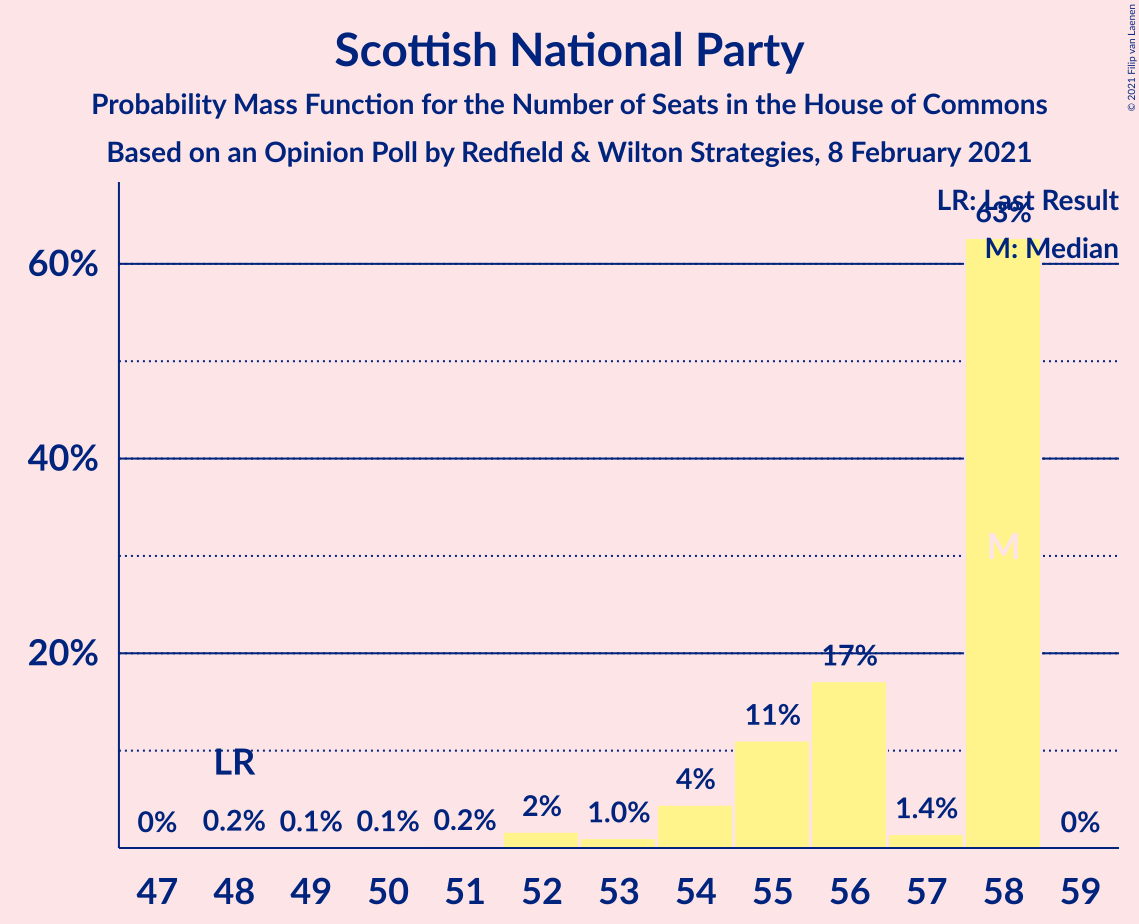 Scottish National Party
Probability Mass Function for the Number of Seats in the House of Commons
Based on an Opinion Poll by Redfield & Wilton Strategies, 8 February 2021
© 2021 Filip van Laenen
LR: Last Result
63%
M: Median
60%
40%
M
20%
17%
11%
LR
4%
2%
1.4%
1.0%
0% 0.2% 0.1% 0.1% 0.2% 0%
47 48 49 50 51 52 53 54 55 56 57 58 59